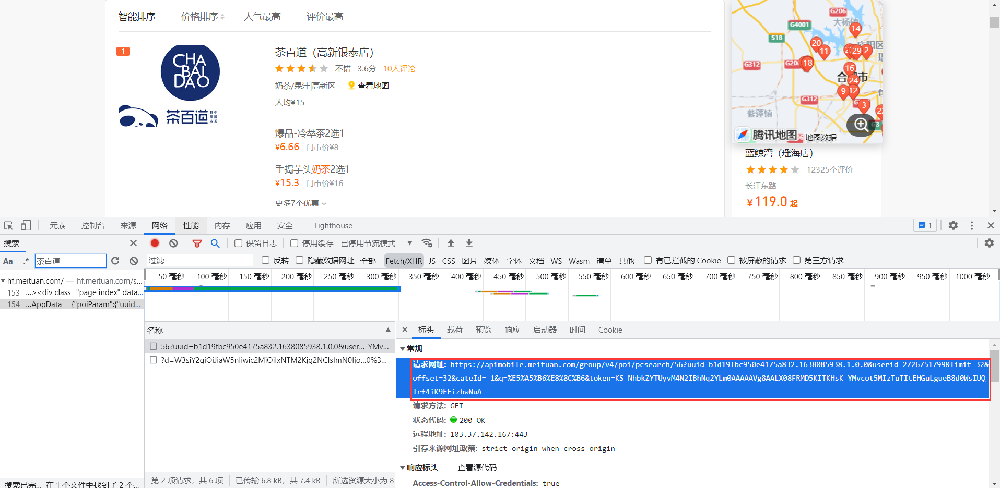 智能排序 价格排序 人气最高 评价最高
1
CHA
BAI
DAO
茶百道
茶百道（高新银泰店）
不错 3.6分 10人评论
奶茶/果汁|高新区 查看地图
人均¥15
爆品-冷萃茶2选1
¥6.66 门市价¥8
手捣芋头奶茶2选1
¥15.3 门市价¥16
更多7个优惠
G206
大杨镇
G4001
14
S18
20
11
29 2
G312
18
16
24
9 12
G312
3
紫蓬镇
腾讯地图 地图数据
蓝鲸湾（瑶海店）
12325个评价
长江东路
¥119.0 起
元素 控制台 来源 网络 性能 内存 应用 安全 Lighthouse 1
搜索
保留日志 停用缓存 已停用节流模式
Aa .* 茶百道
过滤 反转 隐藏数据网址 全部 Fetch/XHR JS CSS 图片 媒体 字体 文档 WS Wasm 清单 其他 有已拦截的 Cookie 被屏蔽的请求 第三方请求
50 毫秒 100 毫秒 150 毫秒 200 毫秒 250 毫秒 300 毫秒 350 毫秒 400 毫秒 450 毫秒 500 毫秒 550 毫秒 600 毫秒 650 毫秒 700 毫秒 750 毫秒 800 毫秒 850 毫秒 900 毫秒 950 毫秒 1000 毫秒
hf.meituan.com/ — hf.meituan.com/s...
153 ...><div class="page index" data...
154 ...AppData = {"poiParam":{"uuid...
名称
56?uuid=b1d19fbc950e4175a832.1638085938.1.0.0&user..._YMv...
?d=W3siY2giOiJiaW5nIiwic2MiOiIxNTM2Kjg2NCIsImN0Ijo...0%3...
标头 载荷 预览 响应 启动器 时间 Cookie
常规
请求网址: https://apimobile.meituan.com/group/v4/poi/pcsearch/56?uuid=b1d19fbc950e4175a832.1638085938.1.0.0&userid=2726751799&limit=32&
offset=32&cateId=-1&q=%E5%A5%B6%E8%8C%B6&token=KS-NhbkZYTUyvM4N2IBhNq2YLm0AAAAAVg8AALX08FRMD5KITKHsK_YMvcot5MIzTuTItEHGuLgueB8d0WsIUQ
Trf4iK9EEizbwNuA
请求方法: GET
状态代码: 200 OK
远程地址: 103.37.142.167:443
引荐来源网址政策: strict-origin-when-cross-origin
响应标头 查看源代码
Access-Control-Allow-Credentials: true
第 2 项请求，共 6 项 已传输 6.8 kB，共 7.4 kB 所选资源大小为 8
搜索已完... 在 1 个文件中找到了 2 个...